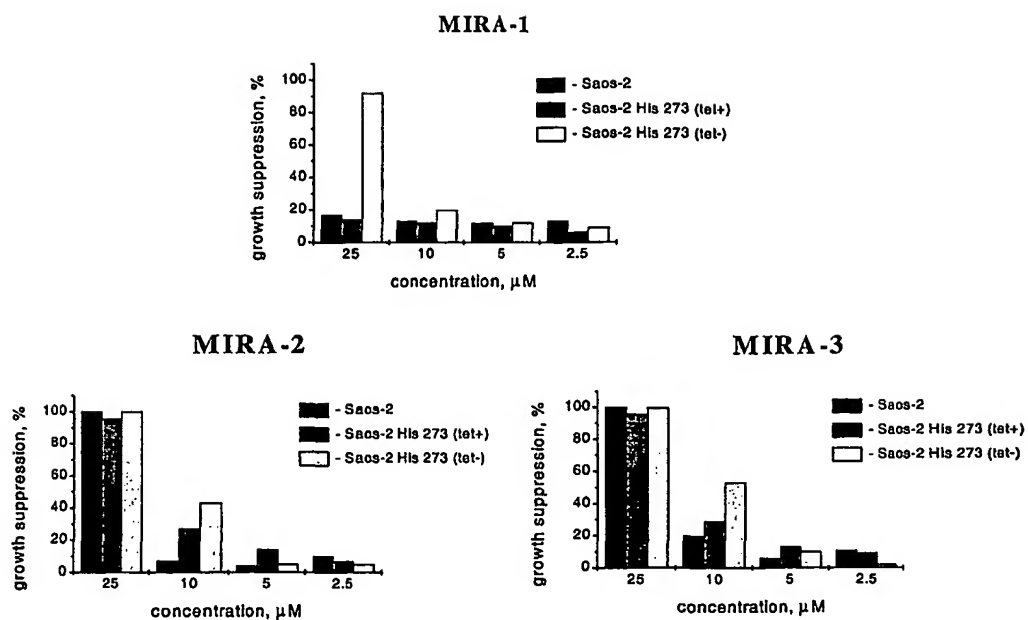 MIRA-1
growth suppression, %
100
80
60
40
20
0
- Saos-2
- Saos-2 His 273 (tet+)
- Saos-2 His 273 (tet-)
25 10 5 2.5
concentration, µM
MIRA-2
growth suppression, %
100
80
60
40
20
0
- Saos-2
- Saos-2 His 273 (tet+)
- Saos-2 His 273 (tet-)
25 10 5 2.5
concentration, µM
MIRA-3
growth suppression, %
100
80
60
40
20
0
- Saos-2
- Saos-2 His 273 (tet+)
- Saos-2 His 273 (tet-)
25 10 5 2.5
concentration, µM